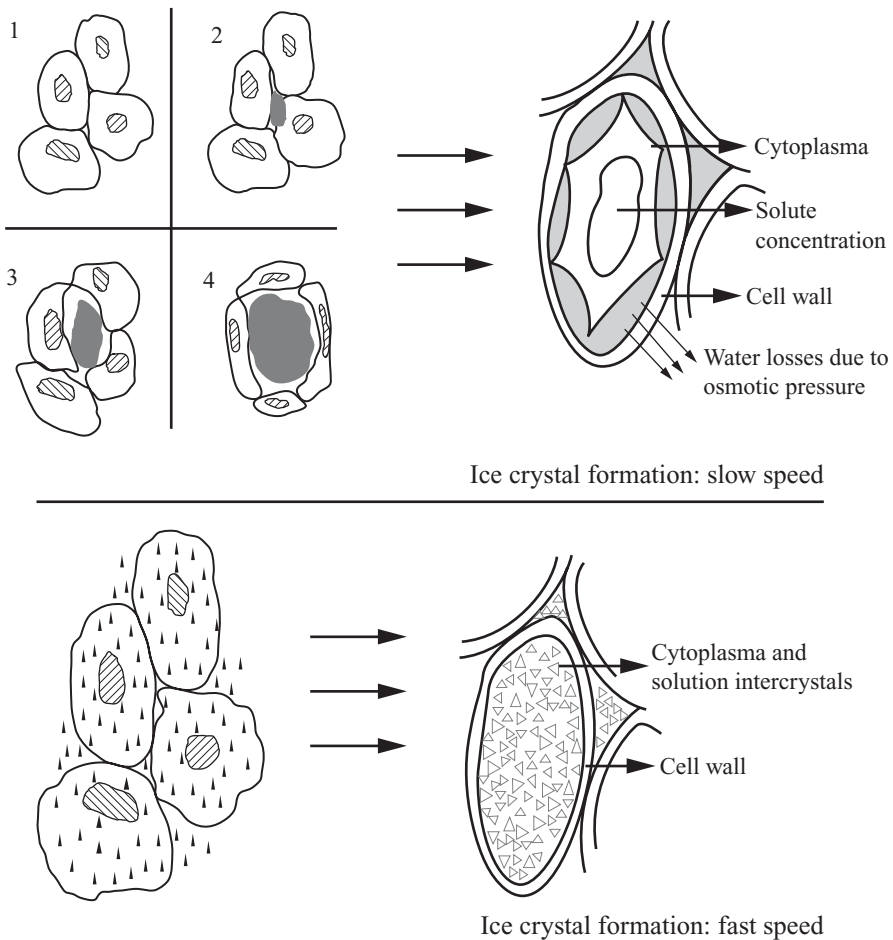 1
2
3
4
Cytoplasma
Solute
concentration
Cell wall
Water losses due to
osmotic pressure
Ice crystal formation: slow speed
Cytoplasma and
solution intercrystals
Cell wall
Ice crystal formation: fast speed